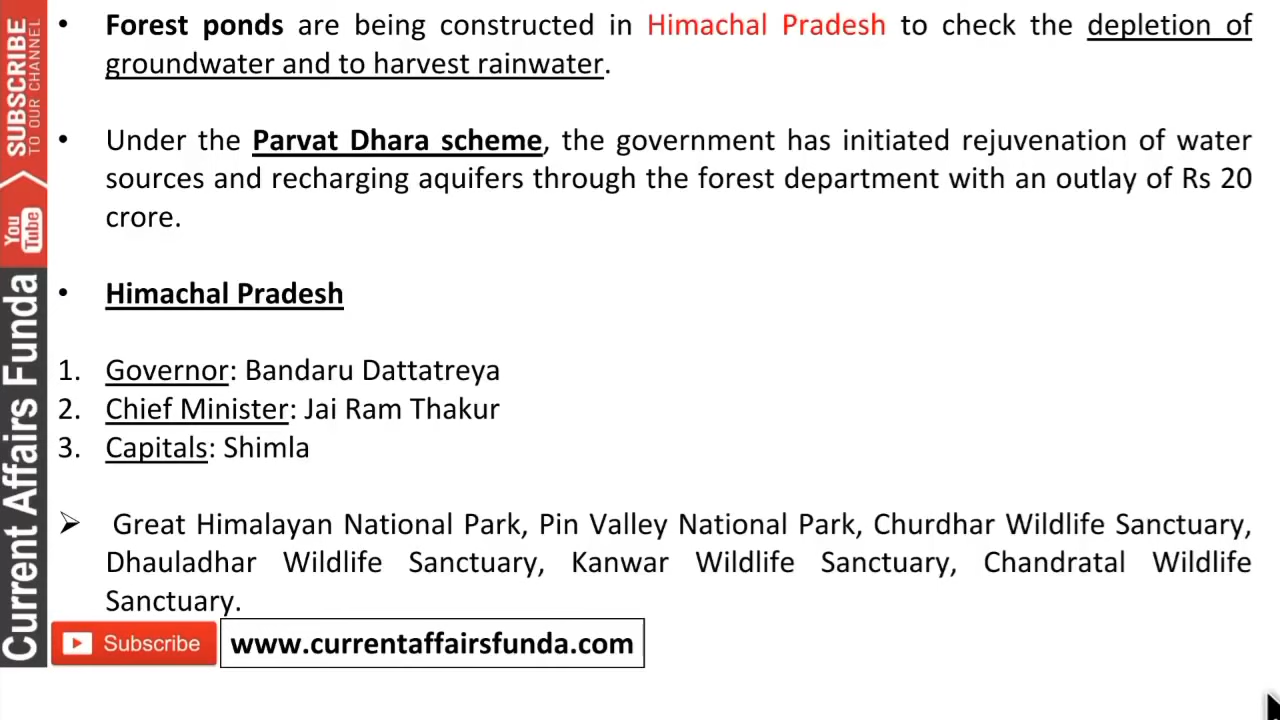 • Forest ponds are being constructed in Himachal Pradesh to check the depletion of
groundwater and to harvest rainwater.
• Under the Parvat Dhara scheme, the government has initiated rejuvenation of water
sources and recharging aquifers through the forest department with an outlay of Rs 20
crore.
• Himachal Pradesh
1. Governor: Bandaru Dattatreya
2. Chief Minister: Jai Ram Thakur
3. Capitals: Shimla
➤ Great Himalayan National Park, Pin Valley National Park, Churdhar Wildlife Sanctuary,
Dhauladhar Wildlife Sanctuary, Kanwar Wildlife Sanctuary, Chandratal Wildlife
Sanctuary.
Subscribe
www.currentaffairsfunda.com
SUBSCRIBE
TO OUR CHANNEL
You
Tube
Current Affairs Funda